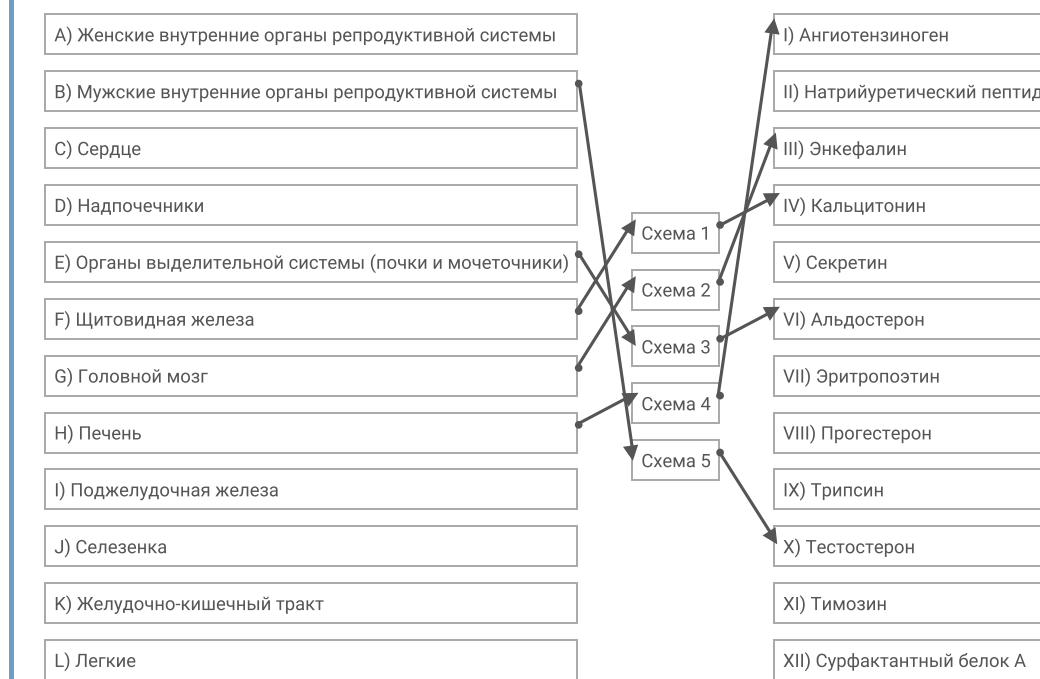 A) Женские внутренние органы репродуктивной системы
B) Мужские внутренние органы репродуктивной системы
C) Сердце
D) Надпочечники
E) Органы выделительной системы (почки и мочеточники)
F) Щитовидная железа
G) Головной мозг
H) Печень
I) Поджелудочная железа
J) Селезенка
K) Желудочно-кишечный тракт
L) Легкие
Схема 1
Схема 2
Схема 3
Схема 4
Схема 5
I) Ангиотензиноген
II) Натрийуретический пептид
III) Энкефалин
IV) Кальцитонин
V) Секретин
VI) Альдостерон
VII) Эритропоэтин
VIII) Прогестерон
IX) Трипсин
X) Тестостерон
XI) Тимозин
XII) Сурфактантный белок А